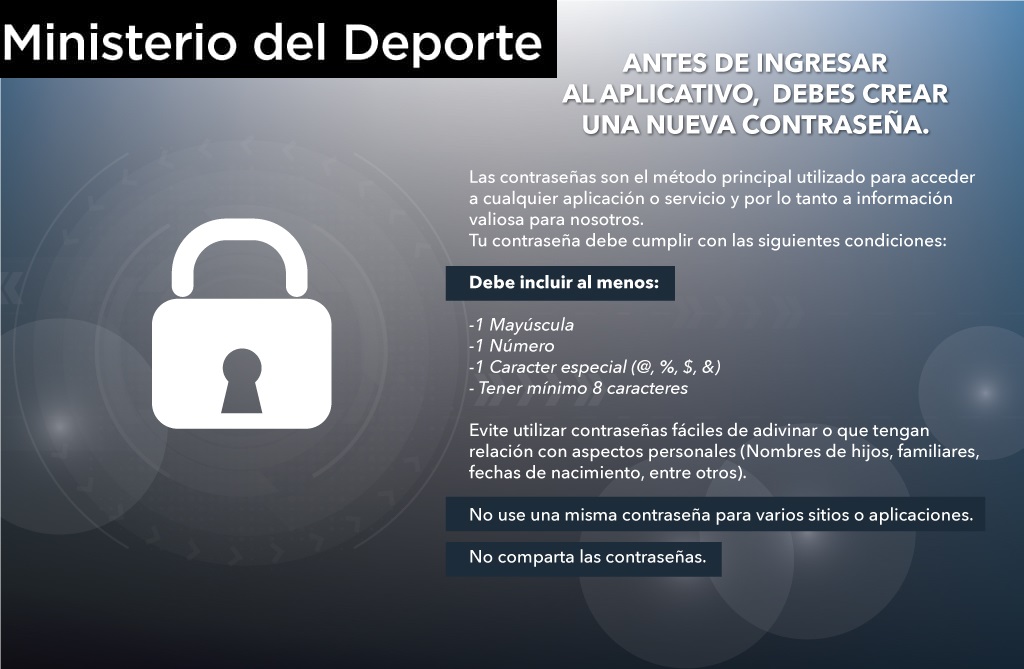 Ministerio del Deporte
ANTES DE INGRESAR
AL APLICATIVO, DEBES CREAR
UNA NUEVA CONTRASEÑA.
Las contraseñas son el método principal utilizado para acceder
a cualquier aplicación o servicio y por lo tanto a información
valiosa para nosotros.
Tu contraseña debe cumplir con las siguientes condiciones:
Debe incluir al menos:
-1 Mayúscula
-1 Número
-1 Caracter especial (@, %, $, &)
- Tener mínimo 8 caracteres
Evite utilizar contraseñas fáciles de adivinar o que tengan
relación con aspectos personales (Nombres de hijos, familiares,
fechas de nacimiento, entre otros).
No use una misma contraseña para varios sitios o aplicaciones.
No comparta las contraseñas.